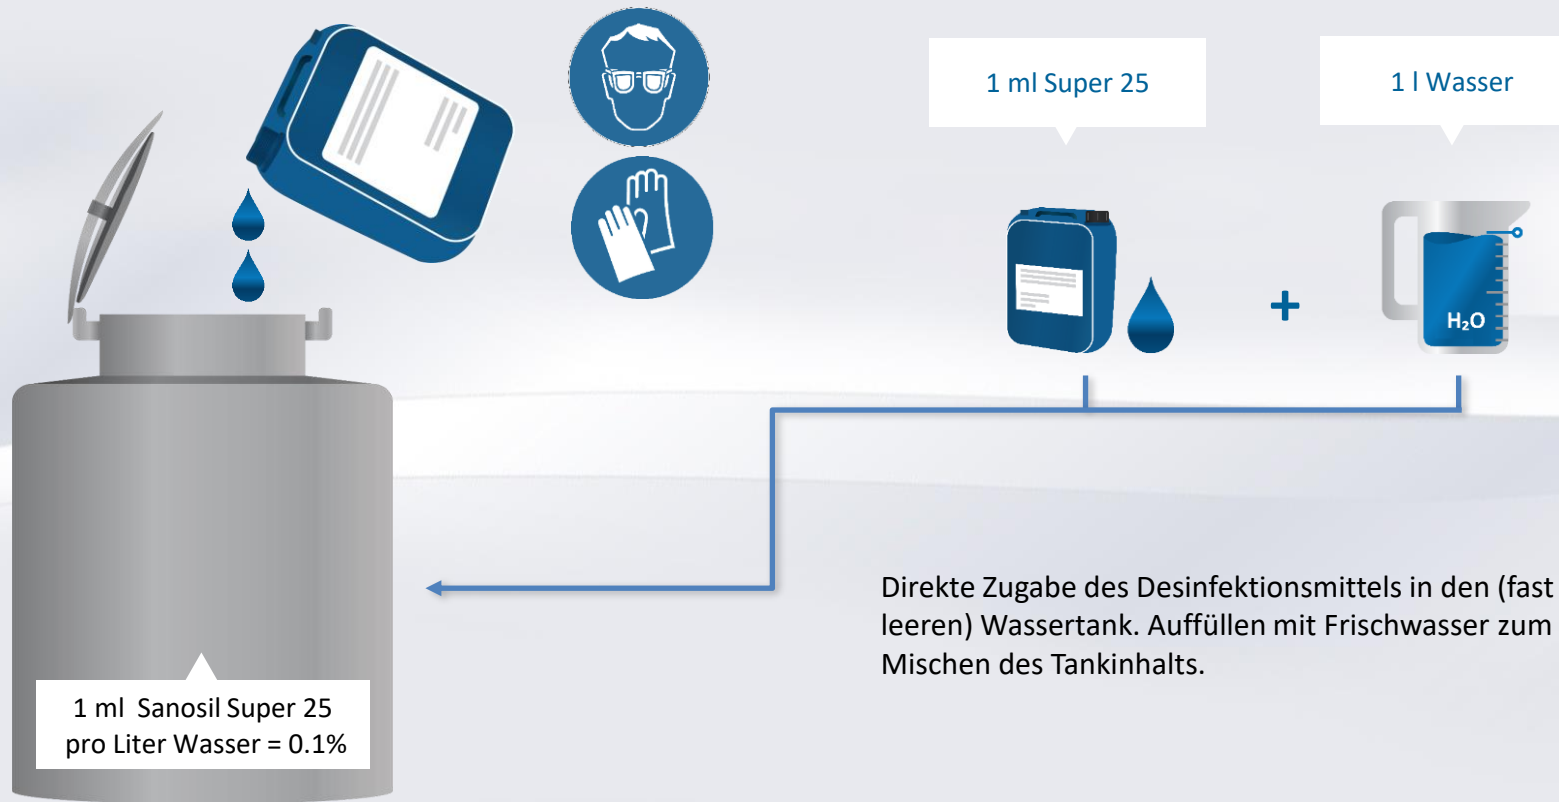 1 ml Super 25
1 l Wasser
H₂O
Direkte Zugabe des Desinfektionsmittels in den (fast
leeren) Wassertank. Auffüllen mit Frischwasser zum
Mischen des Tankinhalts.
1 ml  Sanosil Super 25
pro Liter Wasser = 0.1%